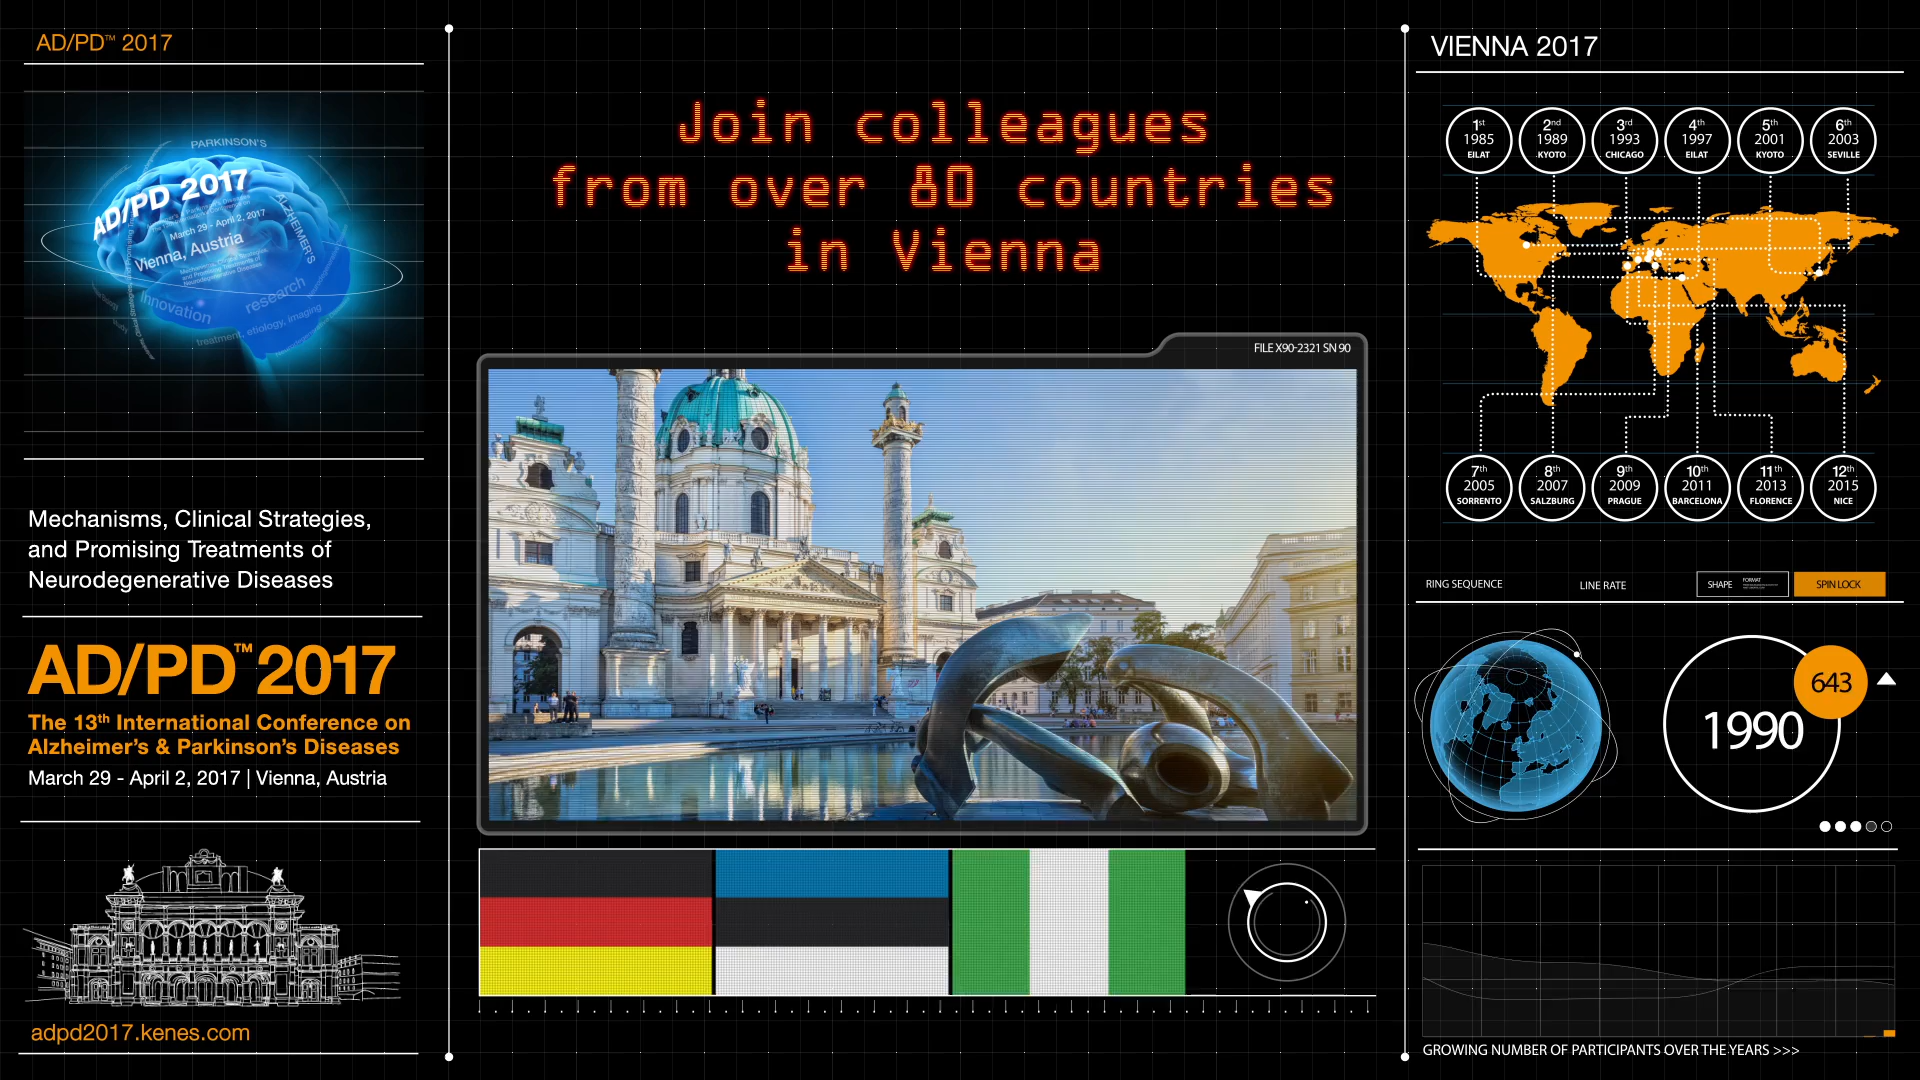 AD/PD™ 2017
PARKINSON'S
AD/PD 2017
March 29 - April 2, 2017
Vienna, Austria
ALZHEIMER'S
innovation
research
treatment, etiology, imaging
Mechanisms, Clinical Strategies,
and Promising Treatments of
Neurodegenerative Diseases
AD/PD™2017
The 13th International Conference on
Alzheimer's & Parkinson's Diseases
March 29 - April 2, 2017 | Vienna, Austria
adpd2017.kenes.com
Join colleagues
from over 80 countries
in Vienna
FILE X90-2321 SN 90
VIENNA 2017
1st 1985 EILAT
2nd 1989 KYOTO
3rd 1993 CHICAGO
4th 1997 EILAT
5th 2001 KYOTO
6th 2003 SEVILLE
7th 2005 SORRENTO
8th 2007 SALZBURG
9th 2009 PRAGUE
10th 2011 BARCELONA
11th 2013 FLORENCE
12th 2015 NICE
RING SEQUENCE
LINE RATE
SHAPE
FORMAT
SPIN LOCK
643
1990
GROWING NUMBER OF PARTICIPANTS OVER THE YEARS >>>